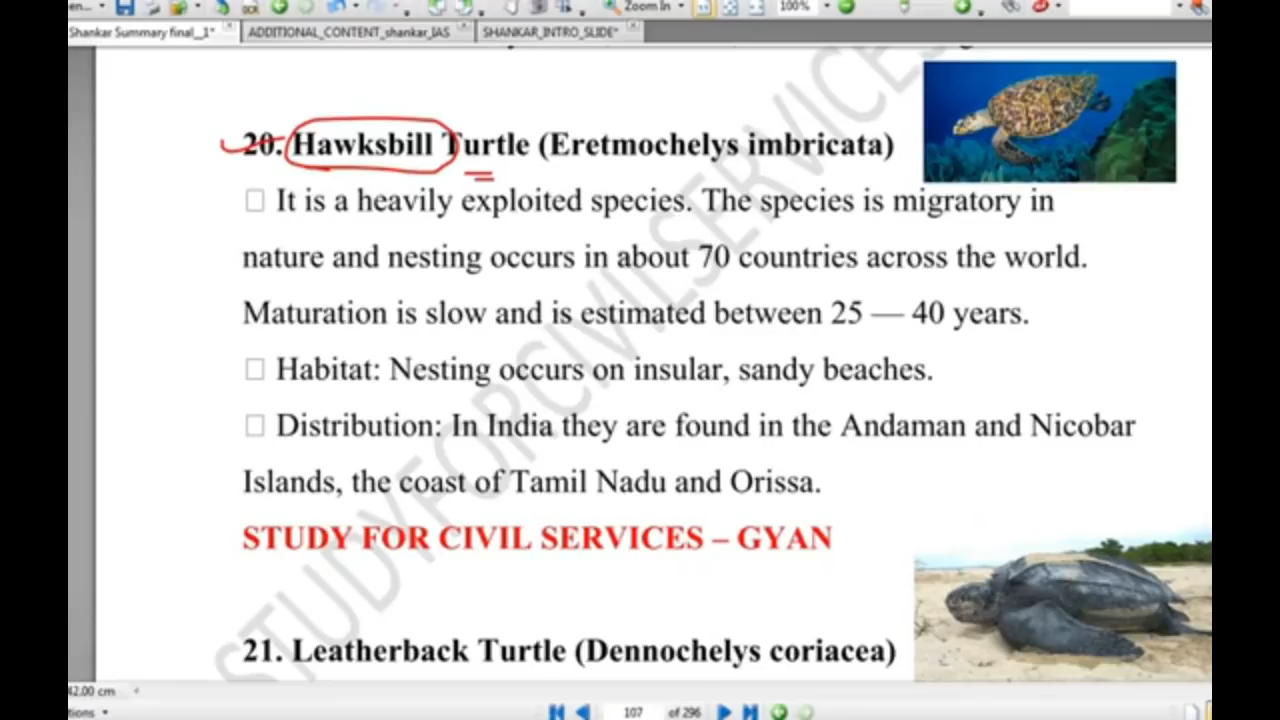 Zoom In
100%
Shankar Summary final_1*
ADDITIONAL_CONTENT_shankar_IAS
SHANKAR_INTRO_SLIDE*
20. Hawksbill Turtle (Eretmochelys imbricata)
It is a heavily exploited species. The species is migratory in
nature and nesting occurs in about 70 countries across the world.
Maturation is slow and is estimated between 25 — 40 years.
Habitat: Nesting occurs on insular, sandy beaches.
Distribution: In India they are found in the Andaman and Nicobar
Islands, the coast of Tamil Nadu and Orissa.
STUDY FOR CIVIL SERVICES – GYAN
21. Leatherback Turtle (Dennochelys coriacea)
STUDYFORCIVILSERVICES
42.00 cm
107
of 296